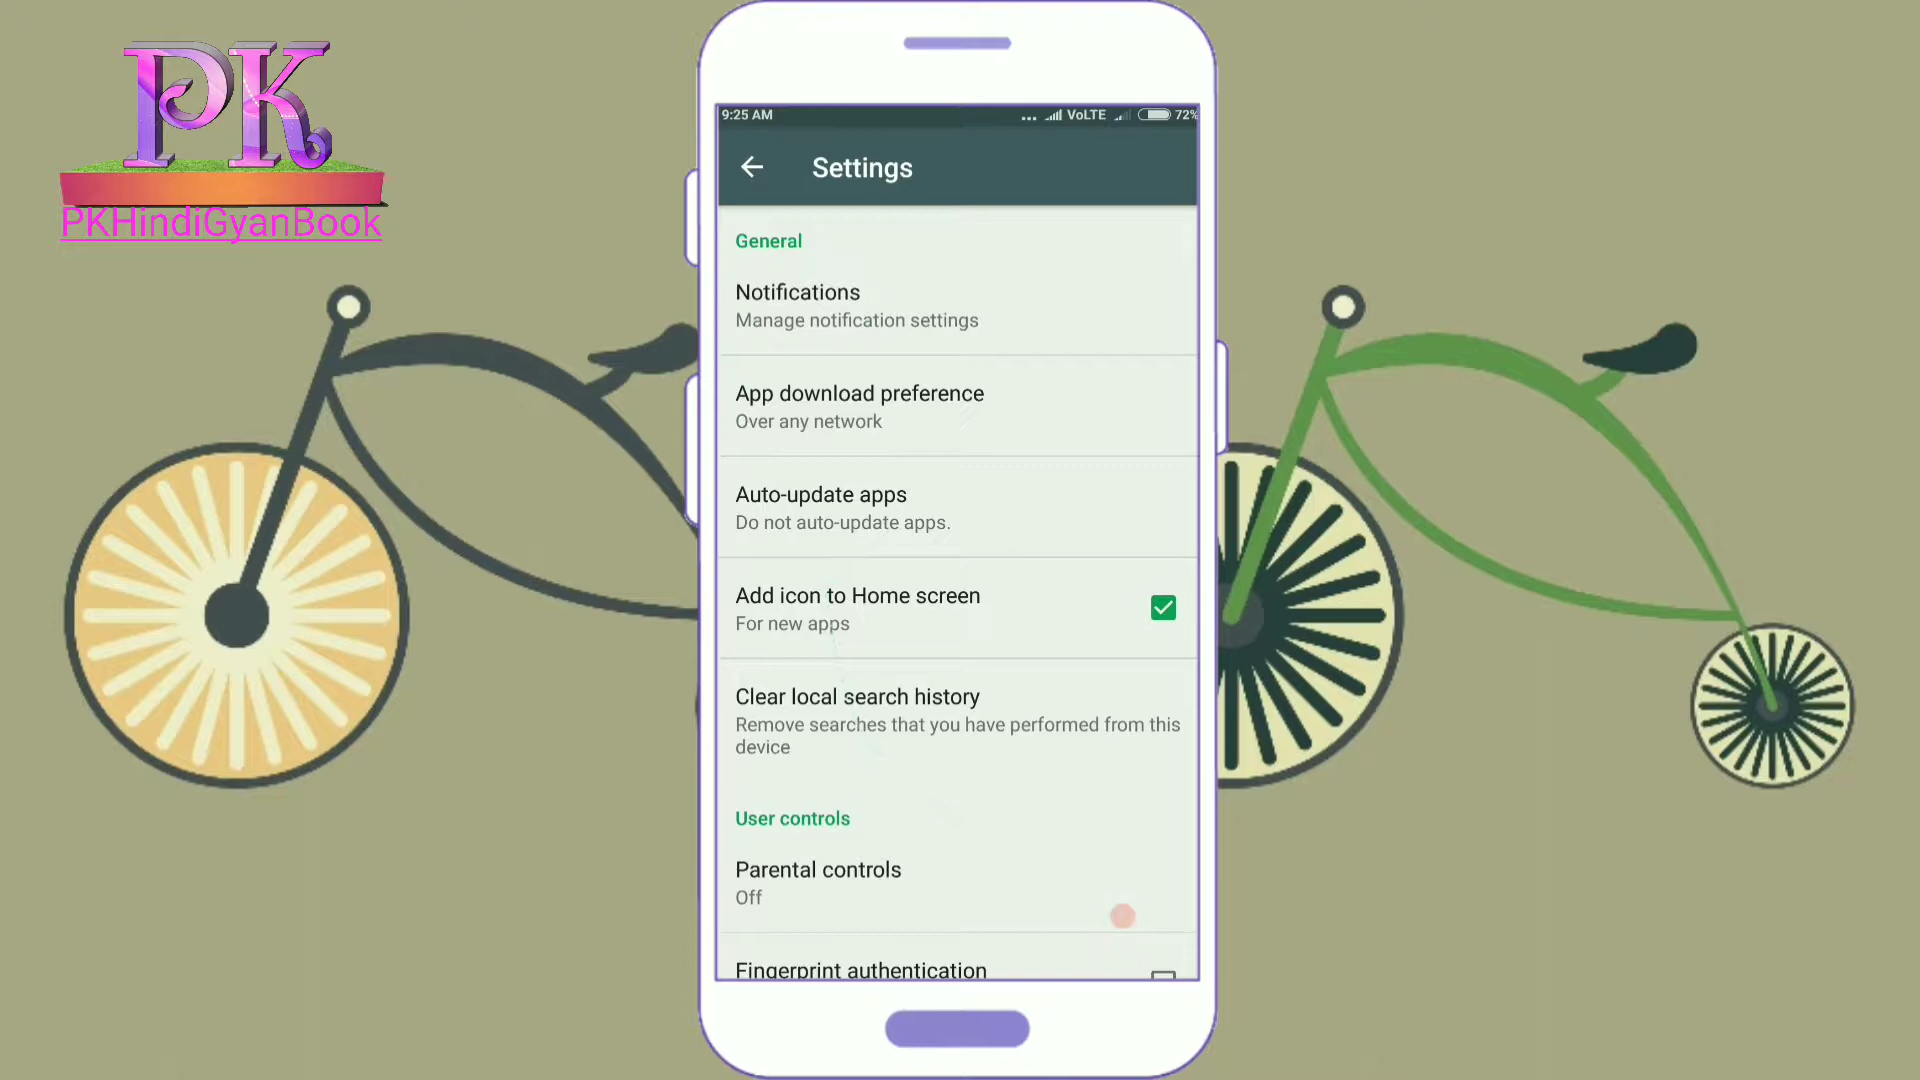 PK
PKHindiGyanBook
9:25 AM
VoLTE
72%
Settings
General
Notifications
Manage notification settings
App download preference
Over any network
Auto-update apps
Do not auto-update apps.
Add icon to Home screen
For new apps
Clear local search history
Remove searches that you have performed from this
device
User controls
Parental controls
Off
Fingerprint authentication